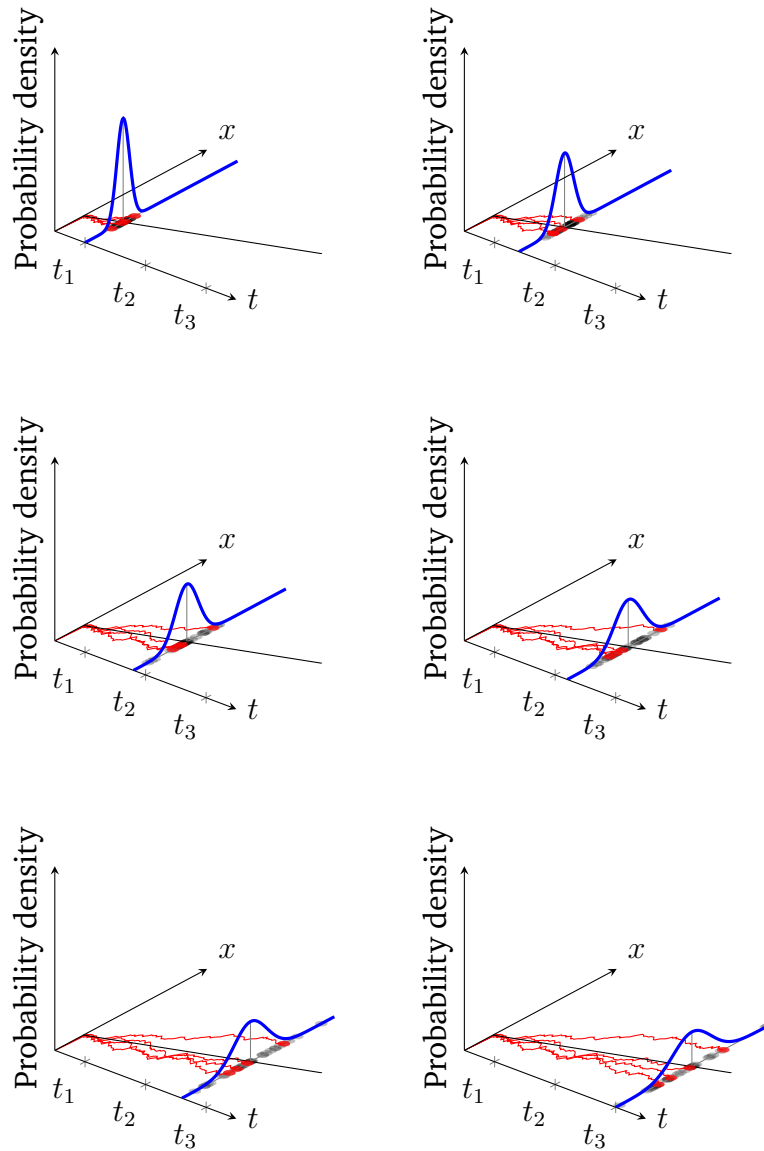 Probability density
x
t₁
t₂
t₃
t
Probability density
x
t₁
t₂
t₃
t
Probability density
x
t₁
t₂
t₃
t
Probability density
x
t₁
t₂
t₃
t
Probability density
x
t₁
t₂
t₃
t
Probability density
x
t₁
t₂
t₃
t